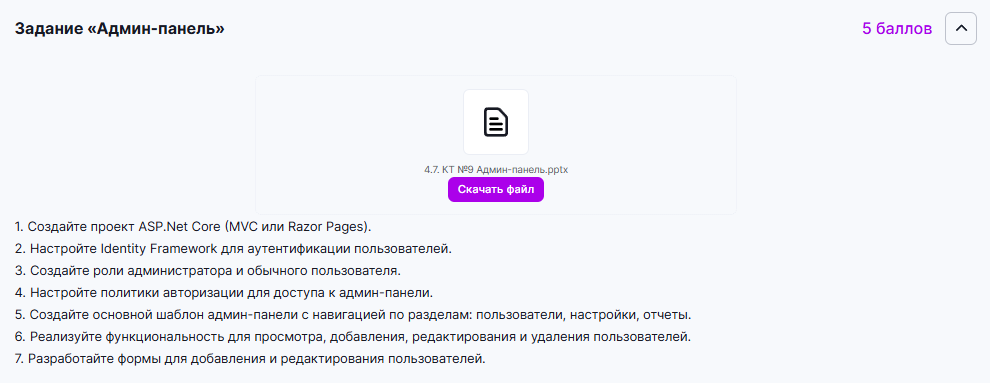 Задание «Админ-панель»
5 баллов
4.7. КТ №9 Админ-панель.pptx
Скачать файл
1. Создайте проект ASP.Net Core (MVC или Razor Pages).
2. Настройте Identity Framework для аутентификации пользователей.
3. Создайте роли администратора и обычного пользователя.
4. Настройте политики авторизации для доступа к админ-панели.
5. Создайте основной шаблон админ-панели с навигацией по разделам: пользователи, настройки, отчеты.
6. Реализуйте функциональность для просмотра, добавления, редактирования и удаления пользователей.
7. Разработайте формы для добавления и редактирования пользователей.